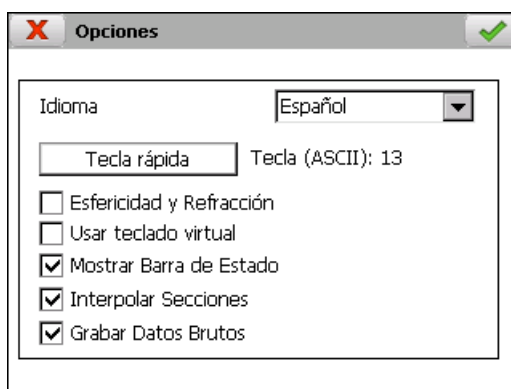 Opciones
Idioma Español
Tecla rápida Tecla (ASCII): 13
Esfericidad y Refracción
Usar teclado virtual
Mostrar Barra de Estado
Interpolar Secciones
Grabar Datos Brutos